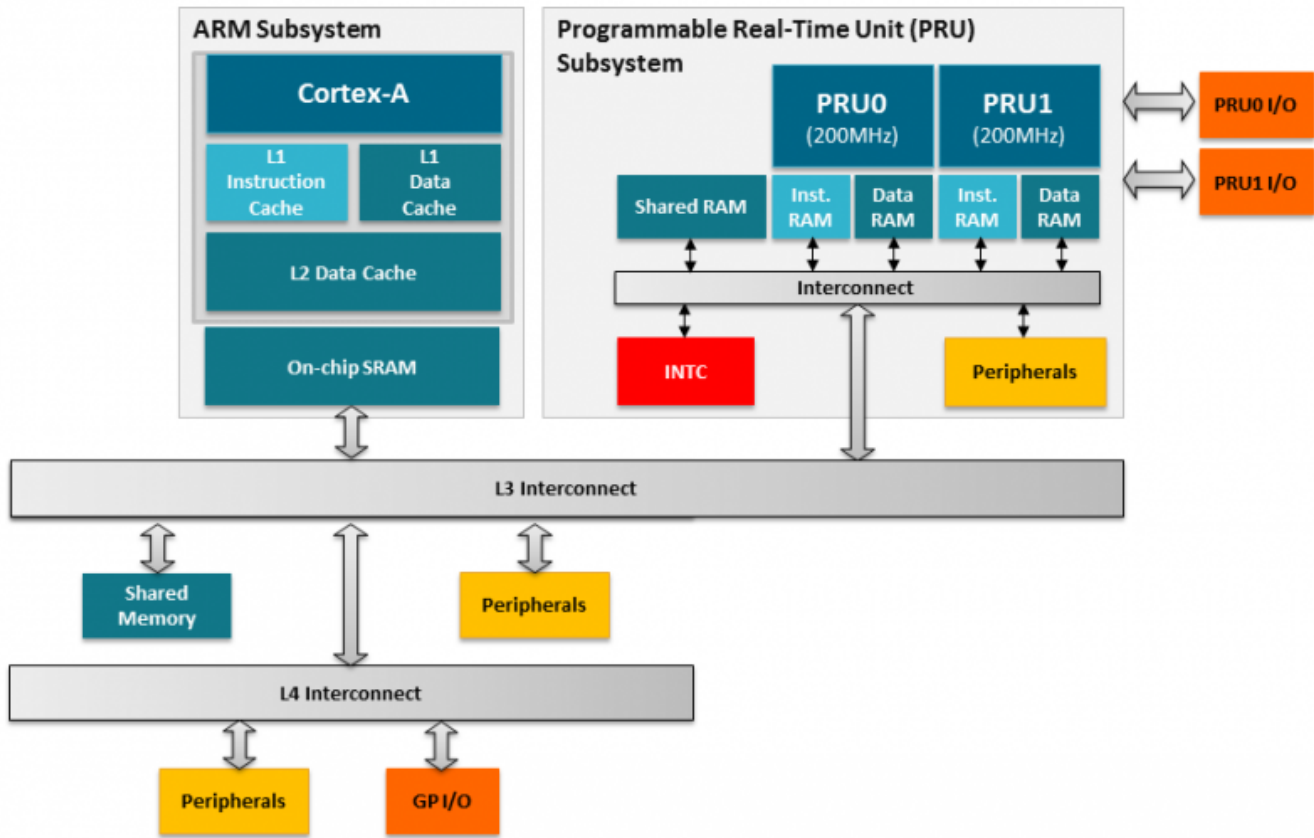 ARM Subsystem
Cortex-A
L1
Instruction
Cache
L1
Data
Cache
L2 Data Cache
On-chip SRAM
Programmable Real-Time Unit (PRU)
Subsystem
PRU0
(200MHz)
PRU1
(200MHz)
Shared RAM
Inst.
RAM
Data
RAM
Inst.
RAM
Data
RAM
Interconnect
INTC
Peripherals
PRU0 I/O
PRU1 I/O
L3 Interconnect
Shared
Memory
Peripherals
L4 Interconnect
Peripherals
GP I/O